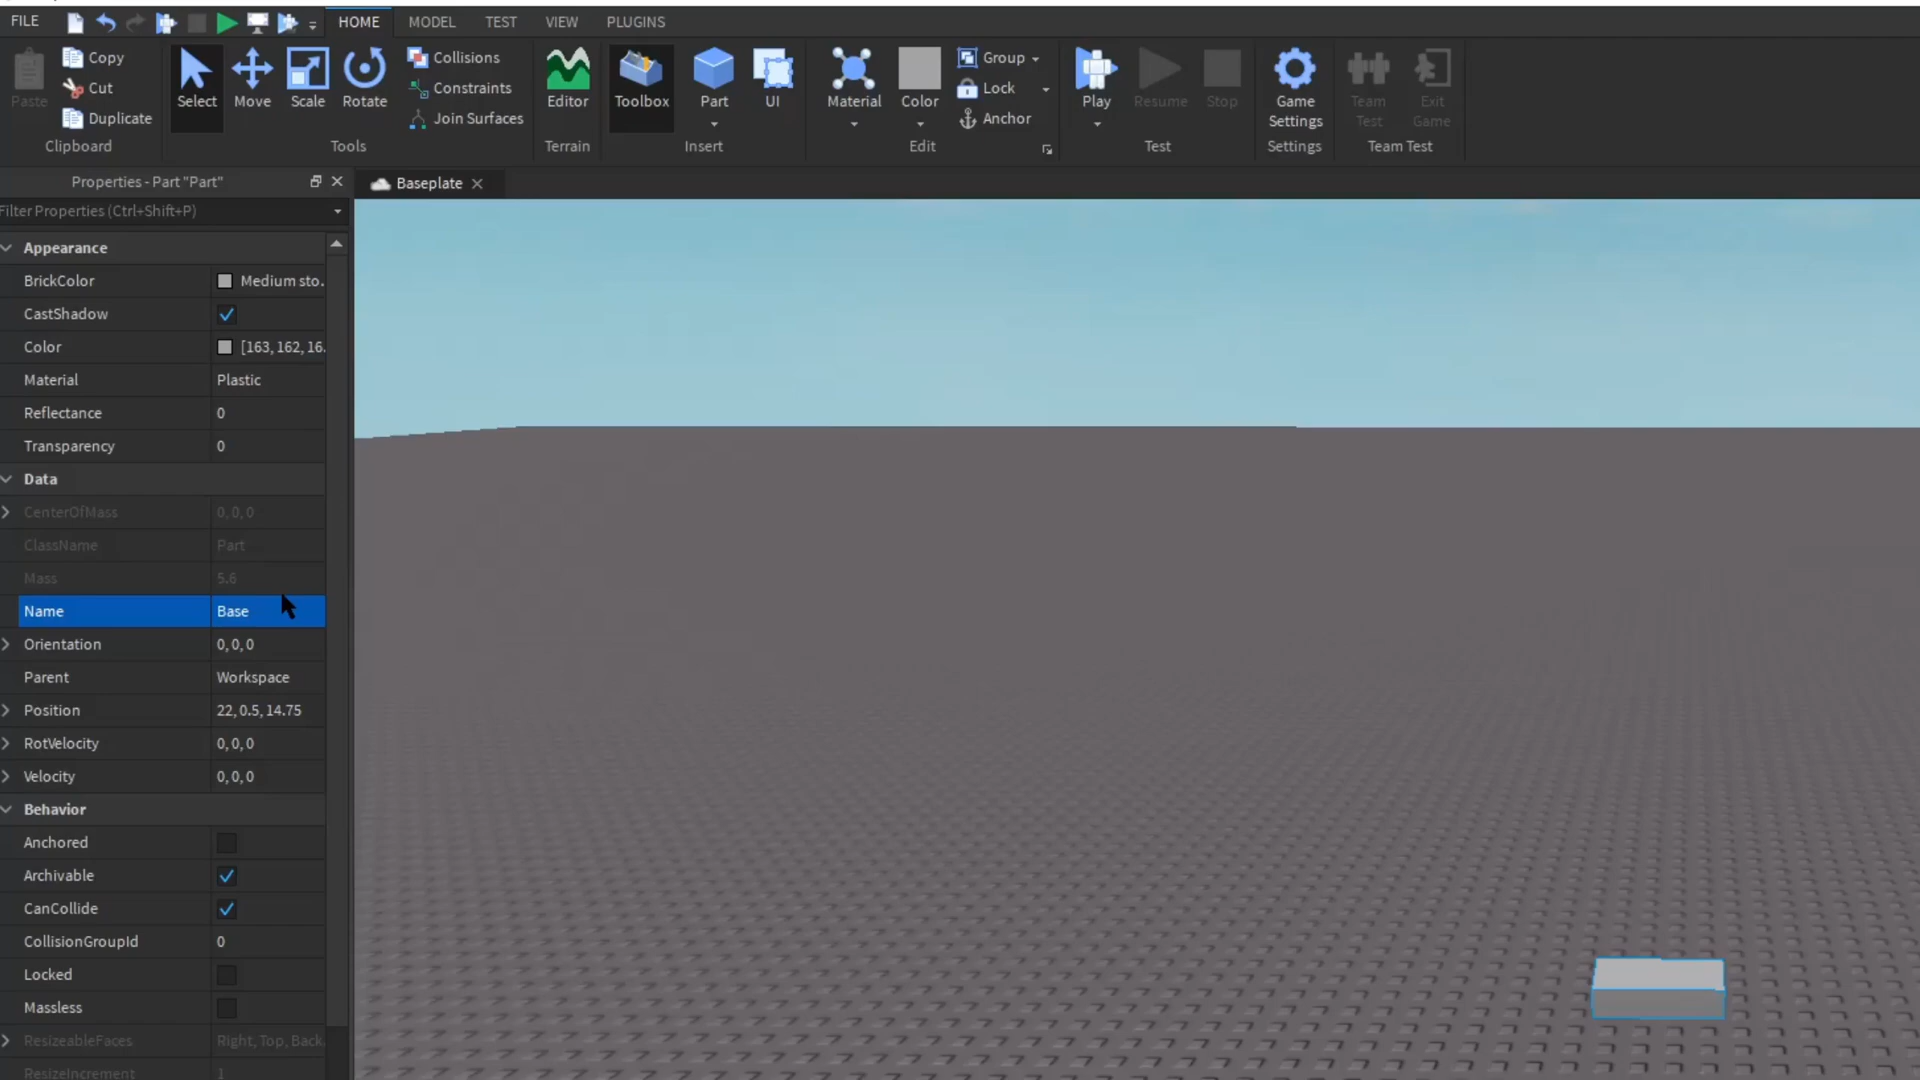 FILE
HOME
MODEL
TEST
VIEW
PLUGINS
Paste
Copy
Cut
Duplicate
Clipboard
Select
Move
Scale
Rotate
Collisions
Constraints
Join Surfaces
Tools
Editor
Terrain
Toolbox
Part
UI
Insert
Material
Color
Group
Lock
Anchor
Edit
Play
Resume
Stop
Test
Game
Settings
Settings
Team
Test
Exit
Game
Team Test
Properties - Part "Part"
Baseplate
Filter Properties (Ctrl+Shift+P)
Appearance
BrickColor Medium sto.
CastShadow
Color [163, 162, 16.
Material Plastic
Reflectance 0
Transparency 0
Data
CenterOfMass 0, 0, 0
ClassName Part
Mass 5.6
Name Base
Orientation 0, 0, 0
Parent Workspace
Position 22, 0.5, 14.75
RotVelocity 0, 0, 0
Velocity 0, 0, 0
Behavior
Anchored
Archivable
CanCollide
CollisionGroupId 0
Locked
Massless
ResizeableFaces Right, Top, Back.
ResizeIncrement 1